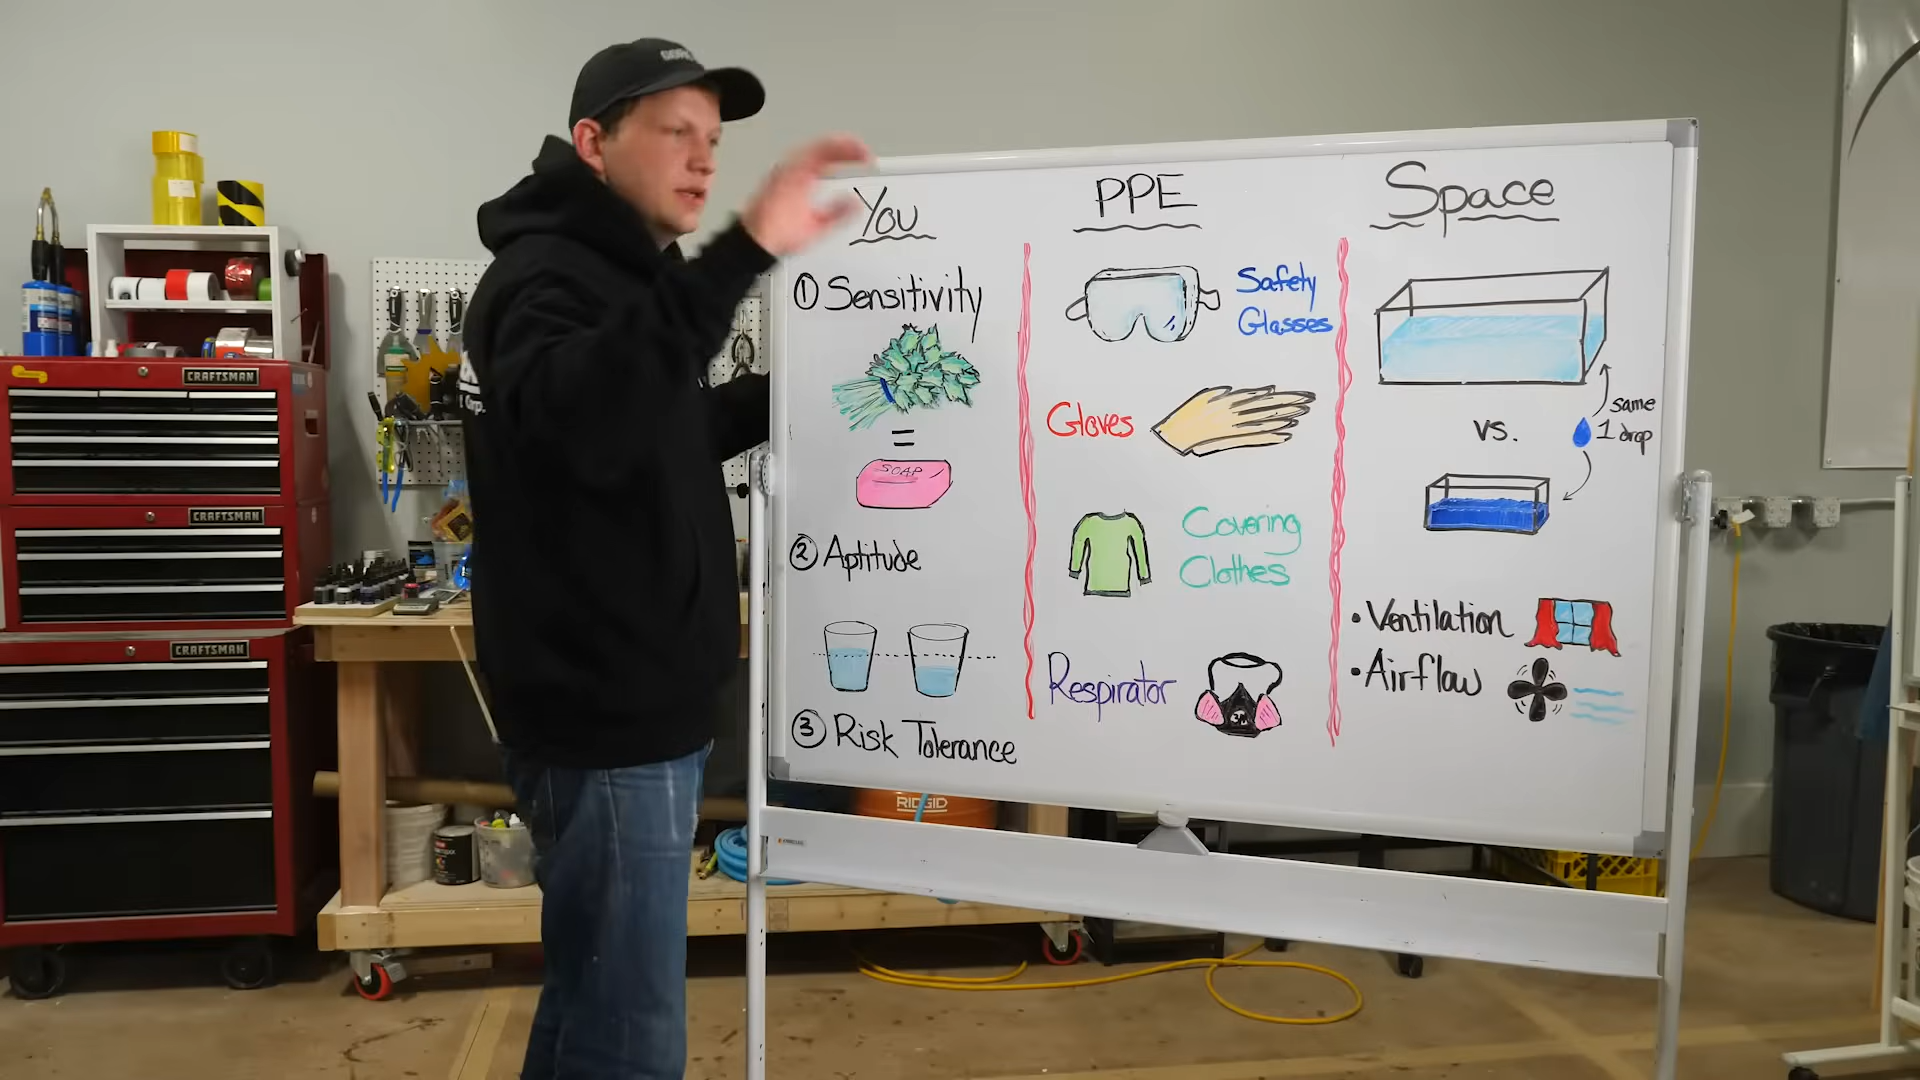 You
① Sensitivity
=
SOAP
② Aptitude
③ Risk Tolerance
PPE
Safety
Glasses
Gloves
Covering
Clothes
Respirator
Space
vs.
same
1 drop
• Ventilation
• Airflow
CRAFTSMAN
CRAFTSMAN
CRAFTSMAN
RIDGID